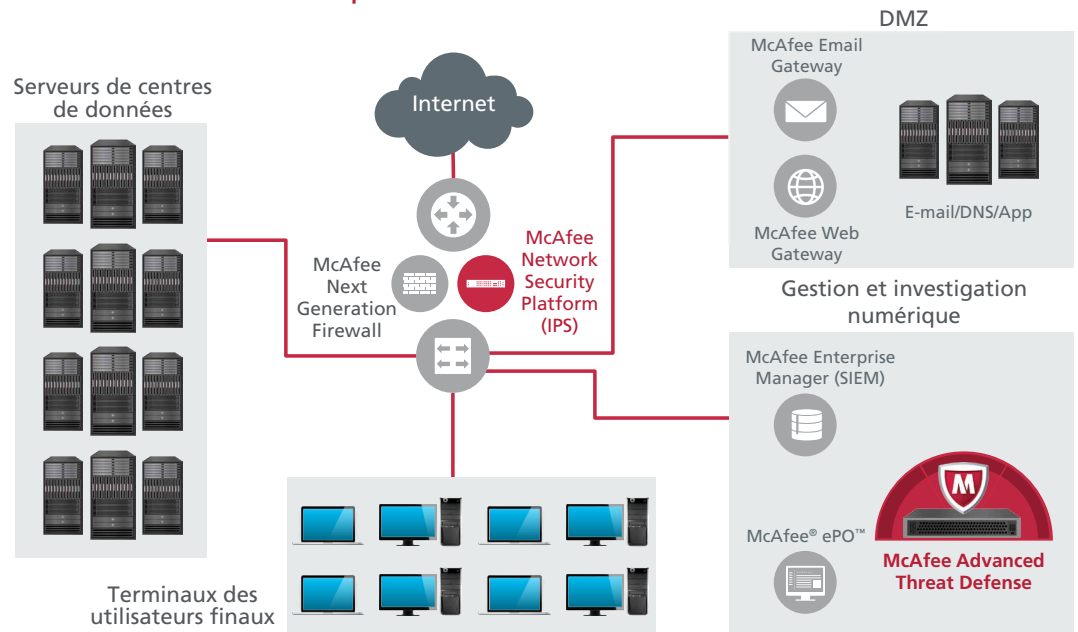 DMZ
McAfee Email
Gateway
Serveurs de centres
de données
Internet
E-mail/DNS/App
McAfee Web
Gateway
McAfee
Next
Generation
Firewall
McAfee
Network
Security
Platform
(IPS)
Gestion et investigation
numérique
McAfee Enterprise
Manager (SIEM)
McAfee® ePO™
McAfee Advanced
Threat Defense
Terminaux des
utilisateurs finaux